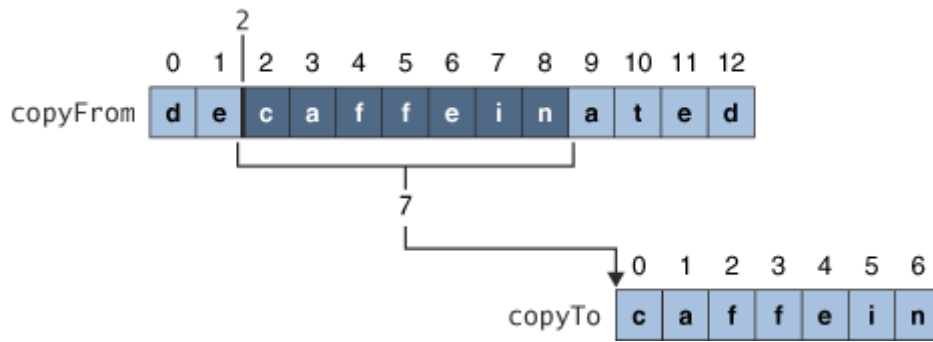 2
0 1 2 3 4 5 6 7 8 9 10 11 12
copyFrom d e c a f f e i n a t e d
7
0 1 2 3 4 5 6
copyTo c a f f e i n